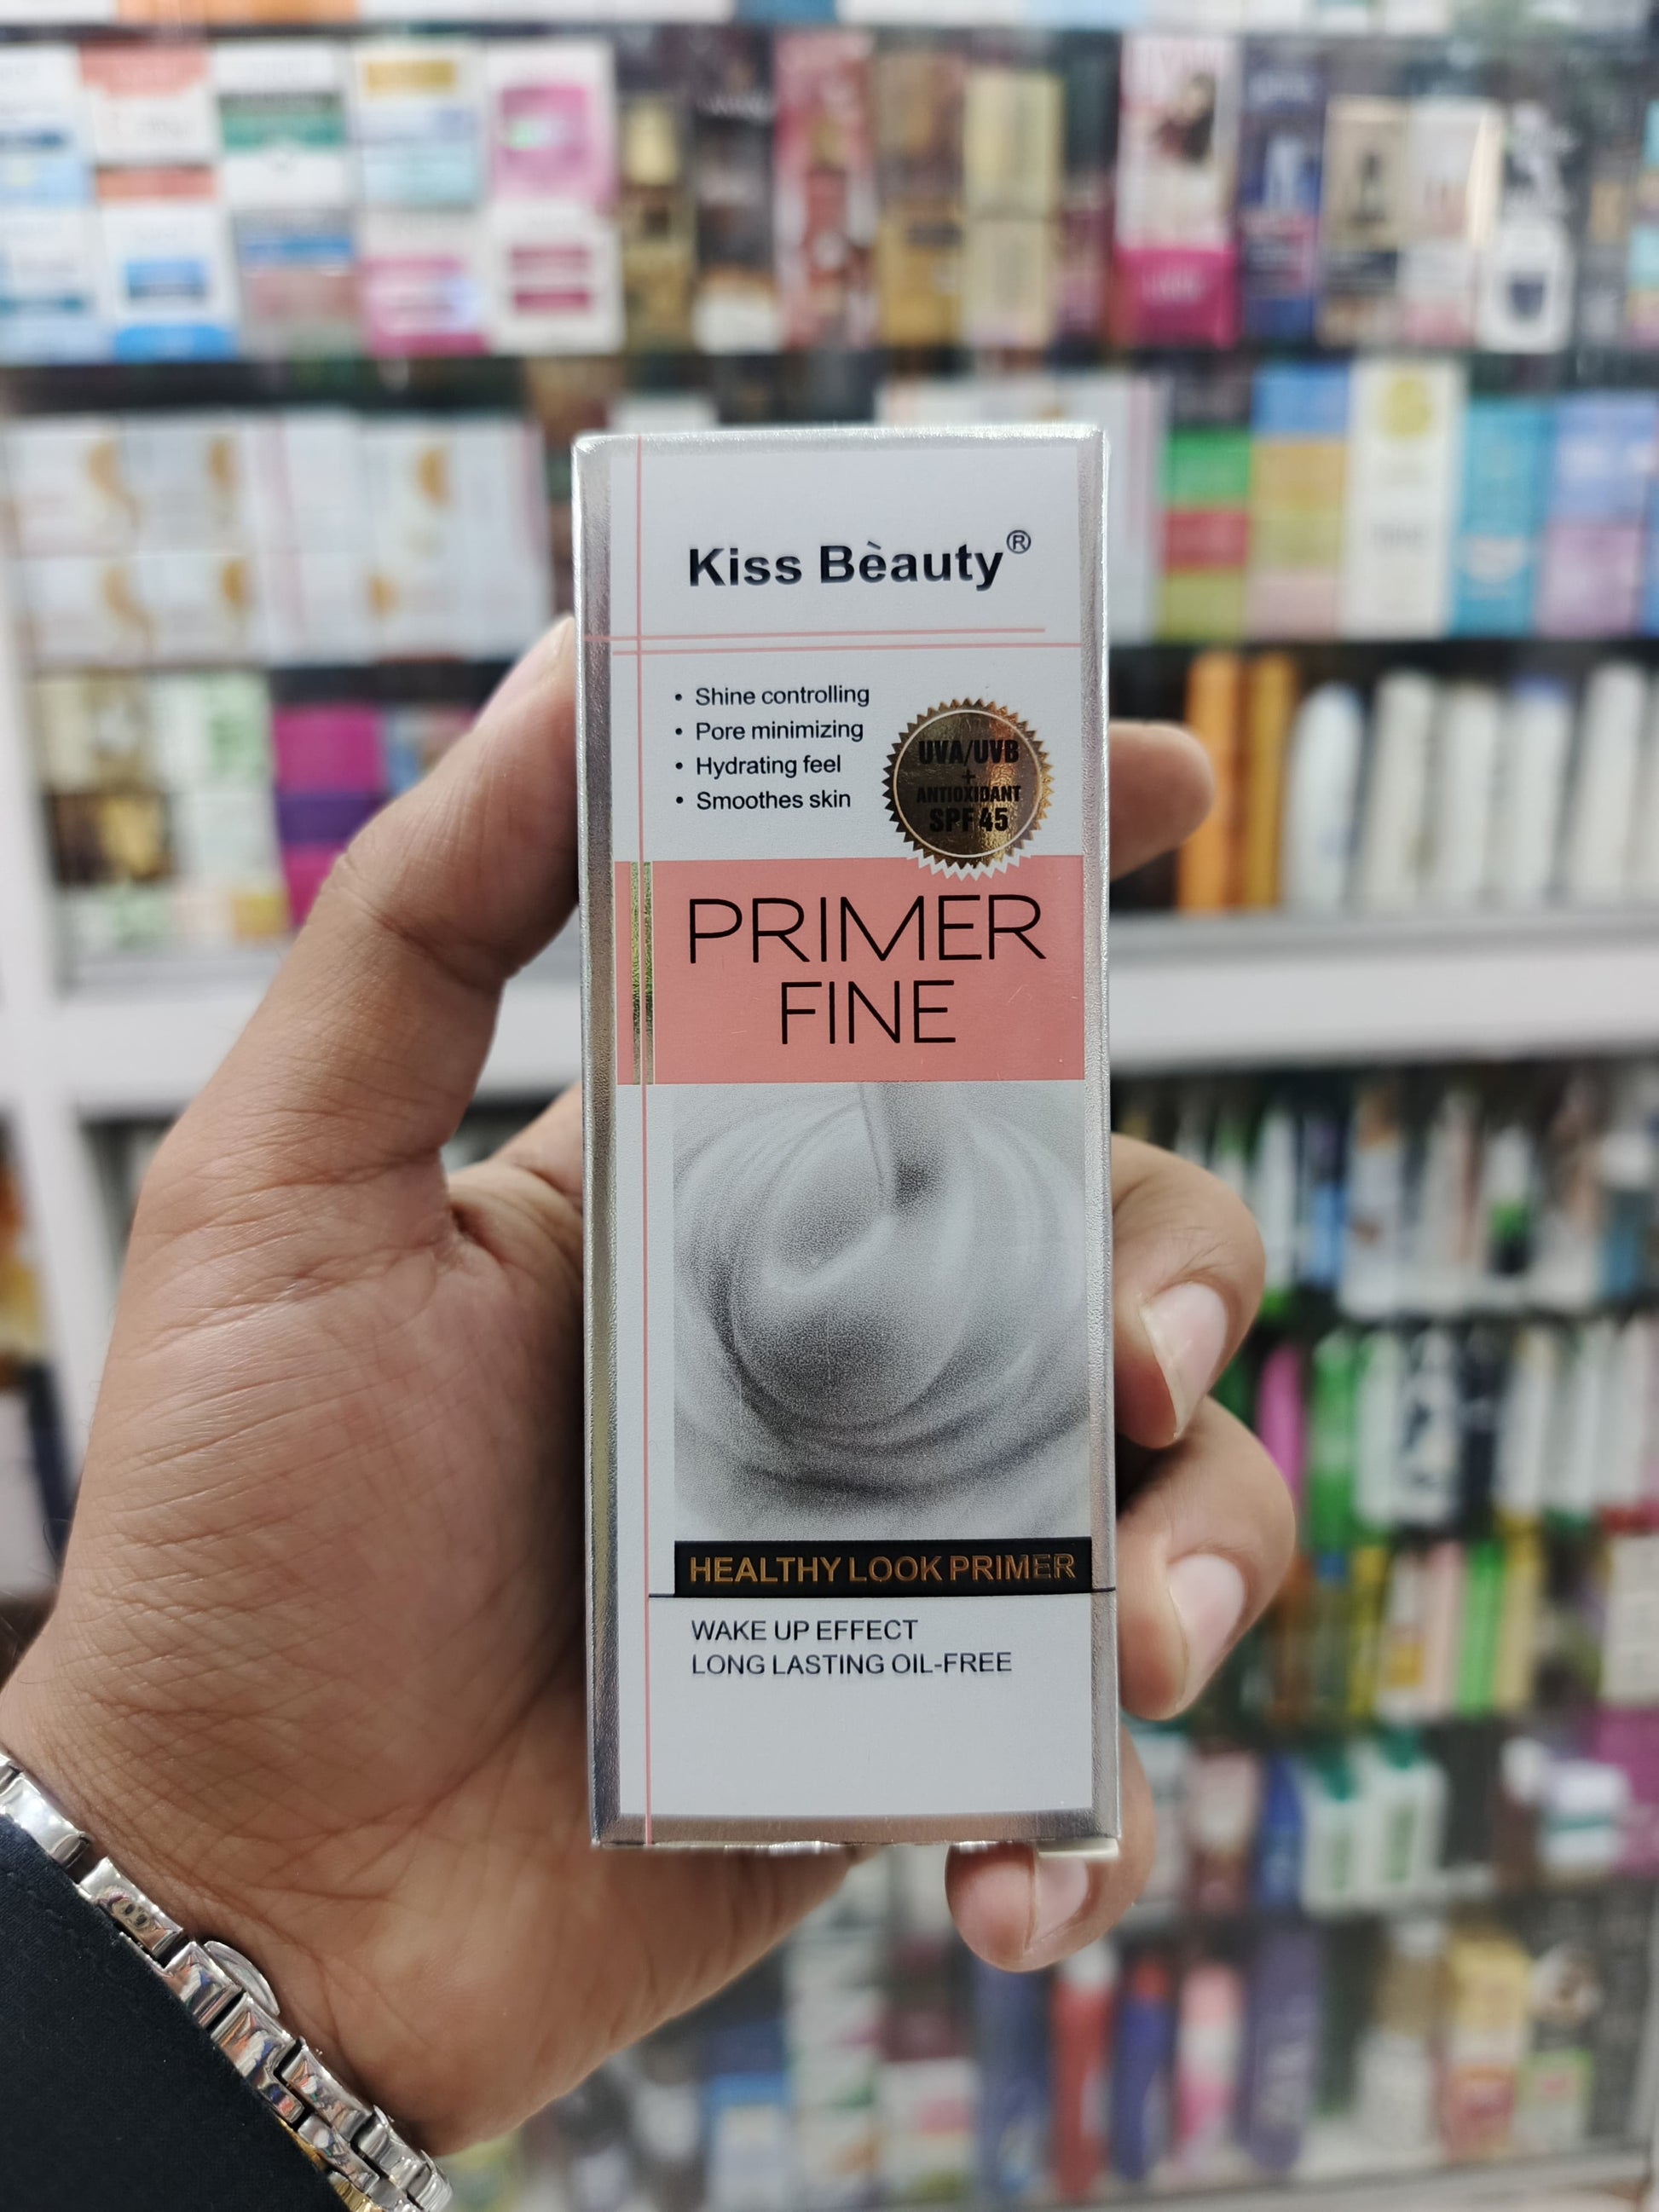 Kiss Bèauty®
• Shine controlling
• Pore minimizing
• Hydrating feel
• Smoothes skin
UVA/UVB
+
ANTIOXIDANT
SPF 45
PRIMER
FINE
HEALTHY LOOK PRIMER
WAKE UP EFFECT
LONG LASTING OIL-FREE